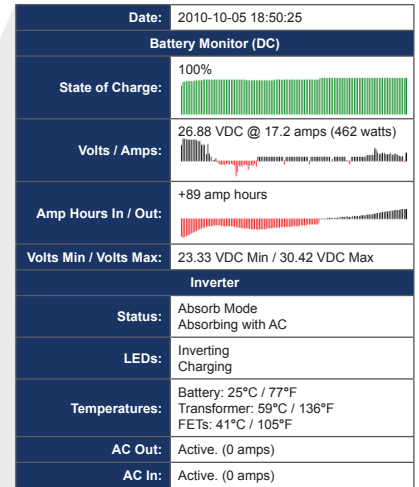 Date: 2010-10-05 18:50:25
Battery Monitor (DC)
State of Charge: 100%
Volts / Amps: 26.88 VDC @ 17.2 amps (462 watts)
Amp Hours In / Out: +89 amp hours
Volts Min / Volts Max: 23.33 VDC Min / 30.42 VDC Max
Inverter
Status: Absorb Mode
Absorbing with AC
LEDs: Inverting
Charging
Temperatures: Battery: 25°C / 77°F
Transformer: 59°C / 136°F
FETs: 41°C / 105°F
AC Out: Active. (0 amps)
AC In: Active. (0 amps)